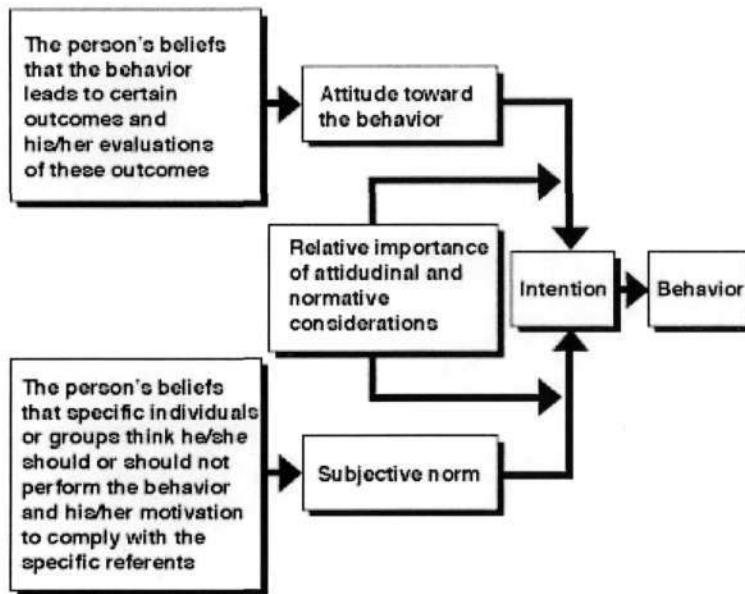 The person's beliefs
that the behavior
leads to certain
outcomes and
his/her evaluations
of these outcomes
Attitude toward
the behavior
Relative importance
of attidudinal and
normative
considerations
Intention
Behavior
The person's beliefs
that specific individuals
or groups think he/she
should or should not
perform the behavior
and his/her motivation
to comply with the
specific referents
Subjective norm